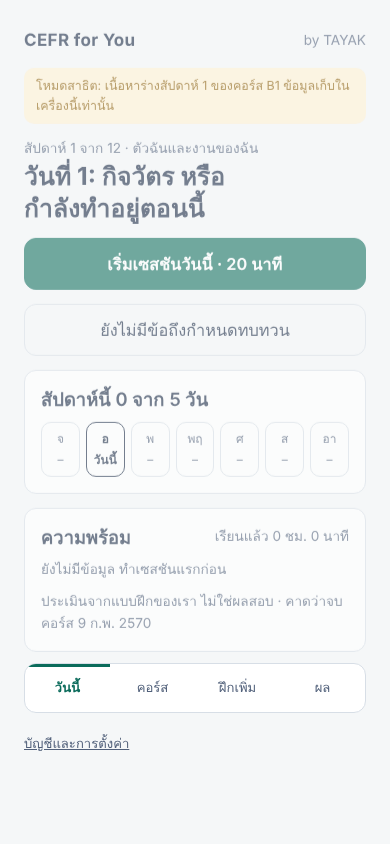 CEFR for You
by TAYAK
โหมดสาธิต: เนื้อหาร่างสัปดาห์ 1 ของคอร์ส B1 ข้อมูลเก็บใน
เครื่องนี้เท่านั้น
สัปดาห์ 1 จาก 12 · ตัวฉันและงานของฉัน
วันที่ 1: กิจวัตร หรือ
กำลังทำอยู่ตอนนี้
เริ่มเซสชันวันนี้ · 20 นาที
ยังไม่มีข้อถึงกำหนดทบทวน
สัปดาห์นี้ 0 จาก 5 วัน
จ อ พ พฤ ศ ส อา
– วันนี้ – – – – –
ความพร้อม
เรียนแล้ว 0 ชม. 0 นาที
ยังไม่มีข้อมูล ทำเซสชันแรกก่อน
ประเมินจากแบบฝึกของเรา ไม่ใช่ผลสอบ · คาดว่าจบ
คอร์ส 9 ก.พ. 2570
วันนี้ คอร์ส ฝึกเพิ่ม ผล
บัญชีและการตั้งค่า